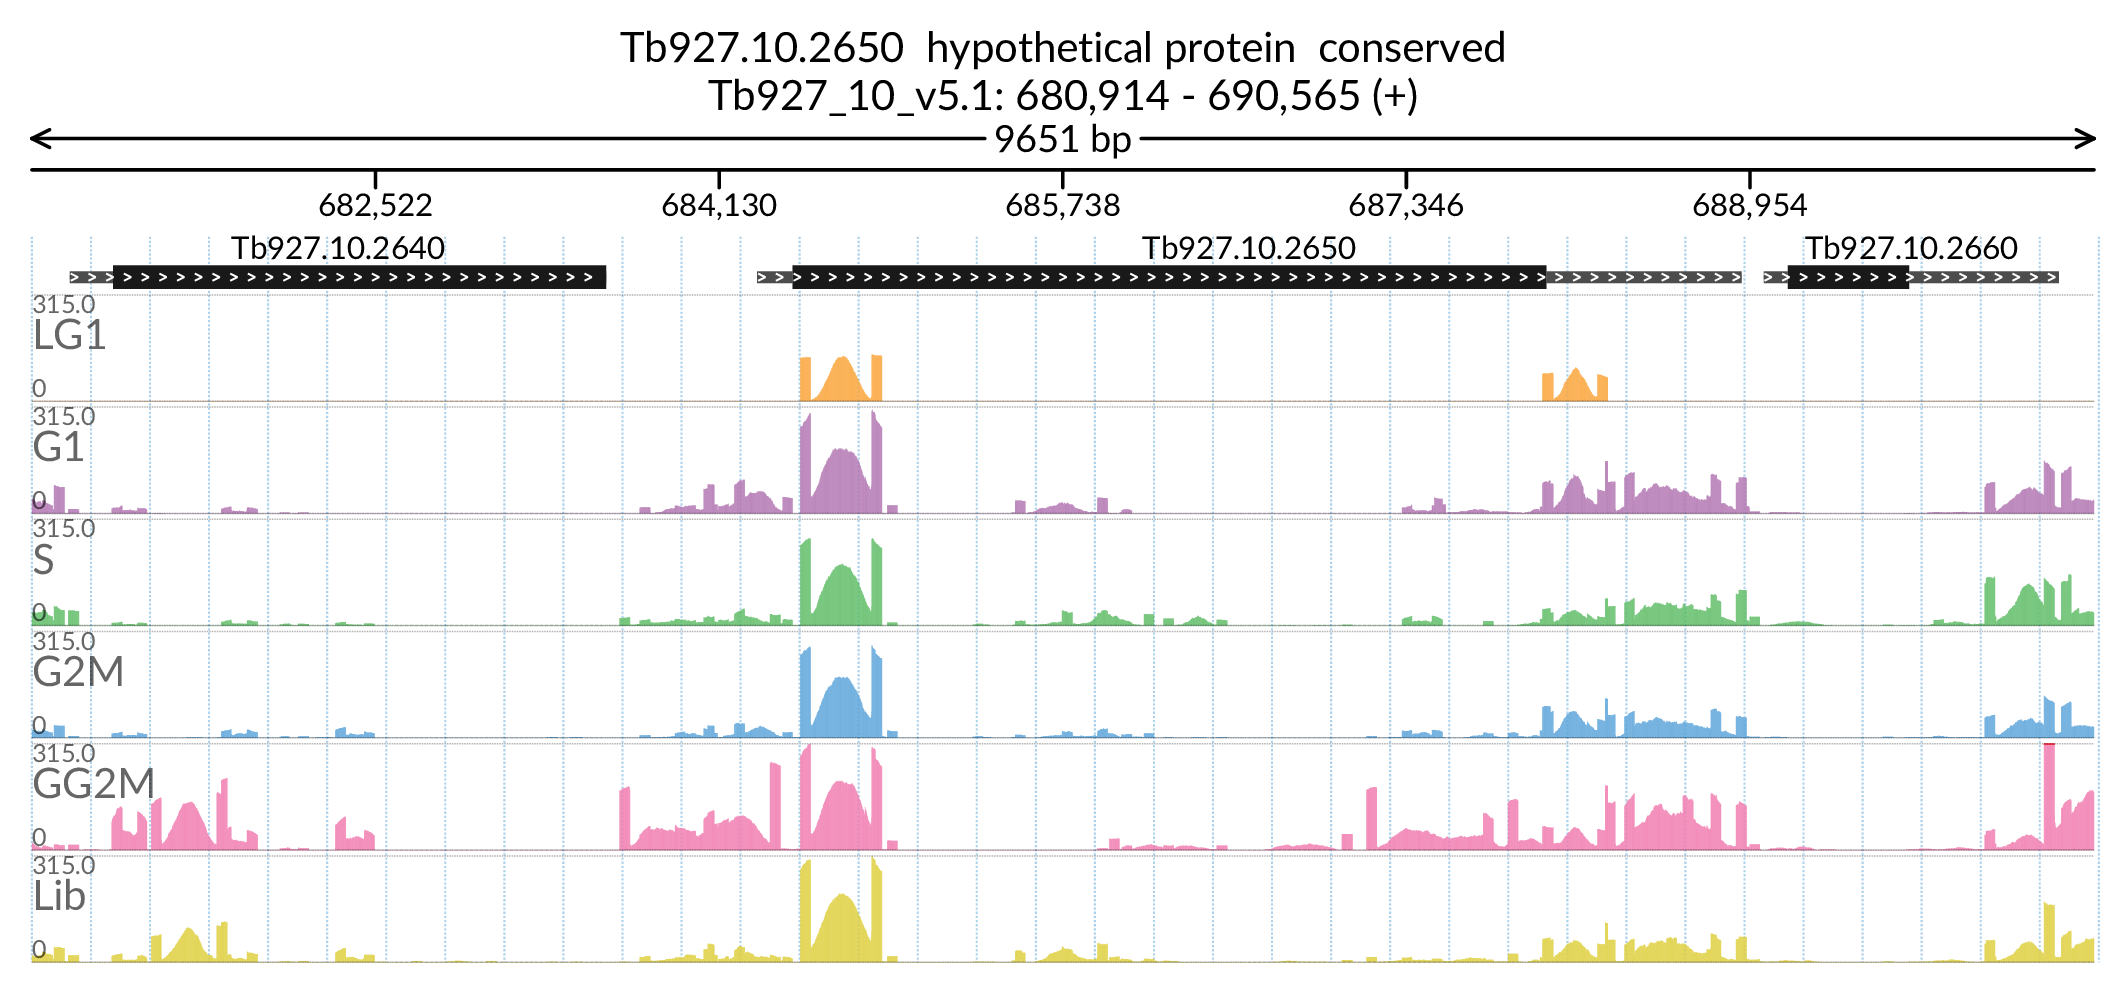 Tb927.10.2650  hypothetical protein  conserved
Tb927_10_v5.1: 680,914 - 690,565 (+)
9651 bp
682,522 684,130 685,738 687,346 688,954
Tb927.10.2640 Tb927.10.2650 Tb927.10.2660
315.0
LG1
0
315.0
G1
0
315.0
S
0
315.0
G2M
0
315.0
GG2M
0
315.0
Lib
0